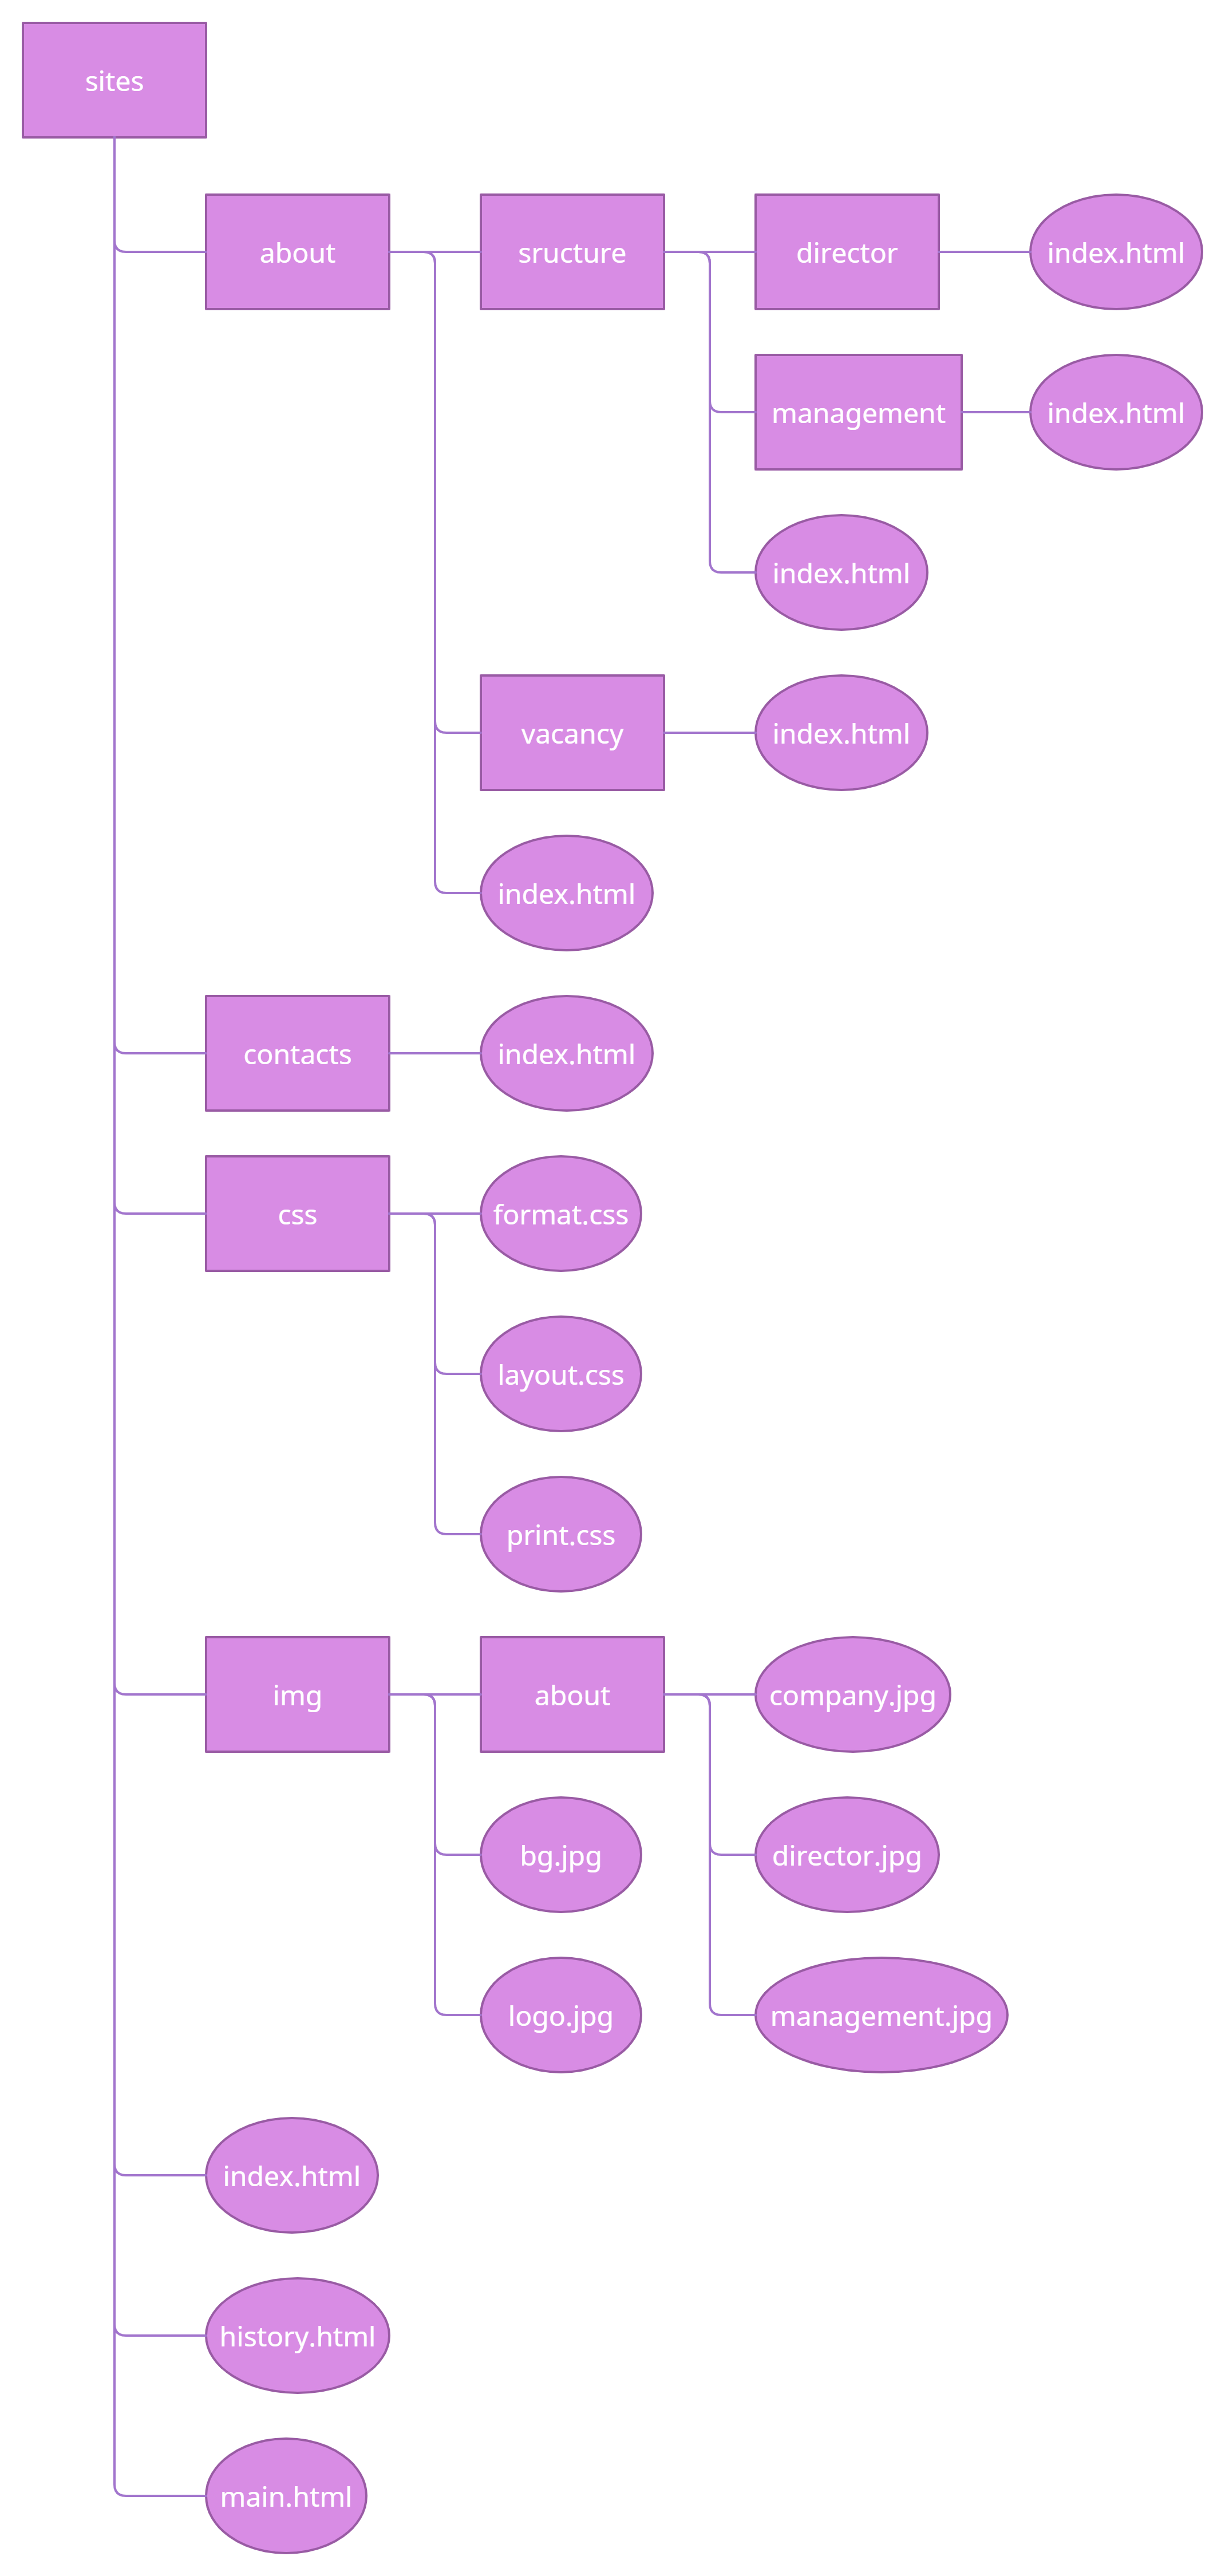 sites
about
sructure
director
index.html
management
index.html
index.html
vacancy
index.html
index.html
contacts
index.html
css
format.css
layout.css
print.css
img
about
company.jpg
bg.jpg
director.jpg
logo.jpg
management.jpg
index.html
history.html
main.html